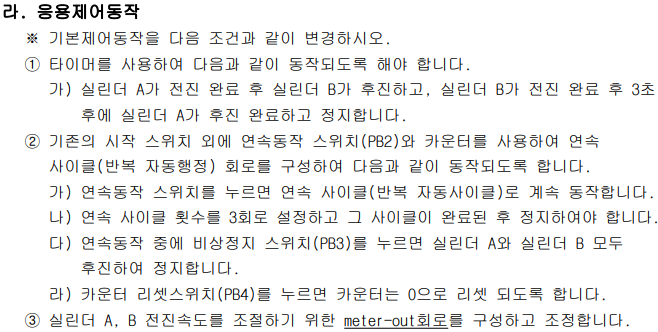 라. 응용제어동작
※ 기본제어동작을 다음 조건과 같이 변경하시오.
① 타이머를 사용하여 다음과 같이 동작되도록 해야 합니다.
가) 실린더 A가 전진 완료 후 실린더 B가 후진하고, 실린더 B가 전진 완료 후 3초
후에 실린더 A가 후진 완료하고 정지합니다.
② 기존의 시작 스위치 외에 연속동작 스위치(PB2)와 카운터를 사용하여 연속
사이클(반복 자동행정) 회로를 구성하여 다음과 같이 동작되도록 합니다.
가) 연속동작 스위치를 누르면 연속 사이클(반복 자동사이클)로 계속 동작합니다.
나) 연속 사이클 횟수를 3회로 설정하고 그 사이클이 완료된 후 정지하여야 합니다.
다) 연속동작 중에 비상정지 스위치(PB3)를 누르면 실린더 A와 실린더 B 모두
후진하여 정지합니다.
라) 카운터 리셋스위치(PB4)를 누르면 카운터는 0으로 리셋 되도록 합니다.
③ 실린더 A, B 전진속도를 조절하기 위한 meter-out회로를 구성하고 조정합니다.